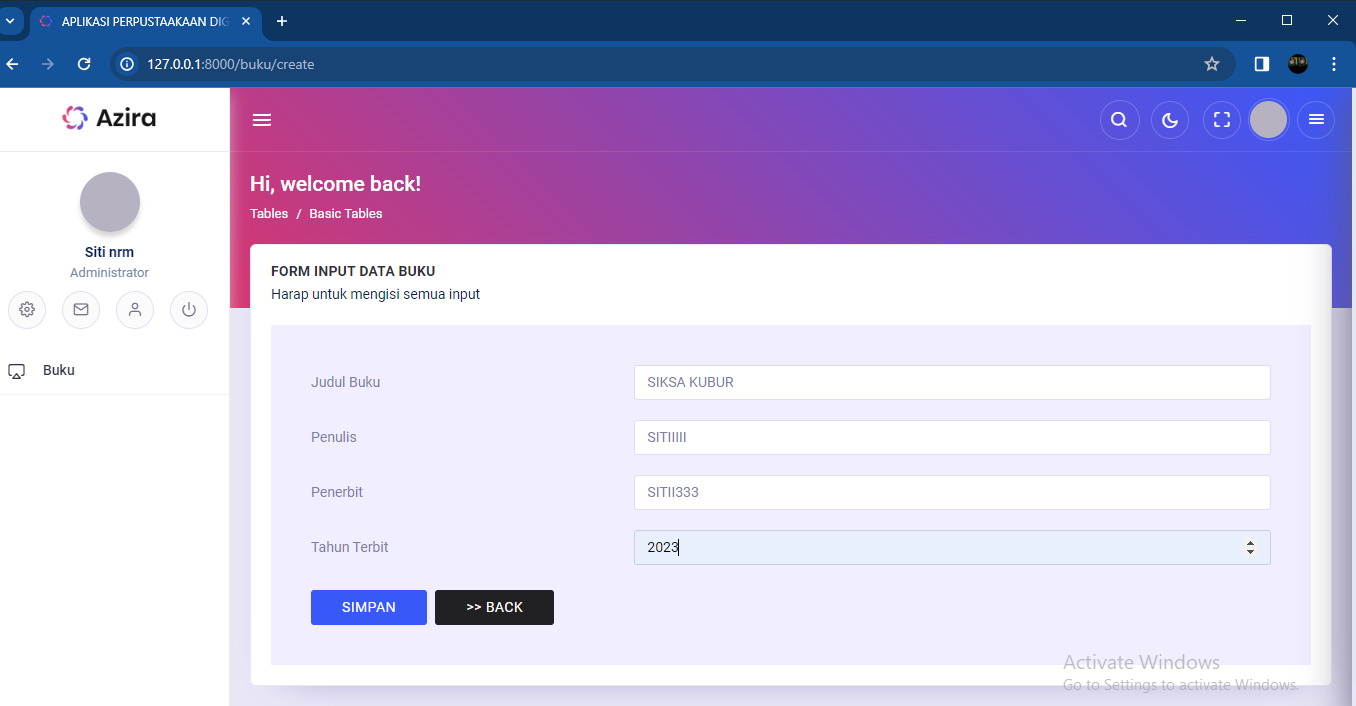 APLIKASI PERPUSTAAKAAN DIG
127.0.0.1:8000/buku/create
Azira
Hi, welcome back!
Tables / Basic Tables
Siti nrm
Administrator
Buku
FORM INPUT DATA BUKU
Harap untuk mengisi semua input
Judul Buku SIKSA KUBUR
Penulis SITIIIII
Penerbit SITII333
Tahun Terbit 2023
SIMPAN >> BACK
Activate Windows
Go to Settings to activate Windows.